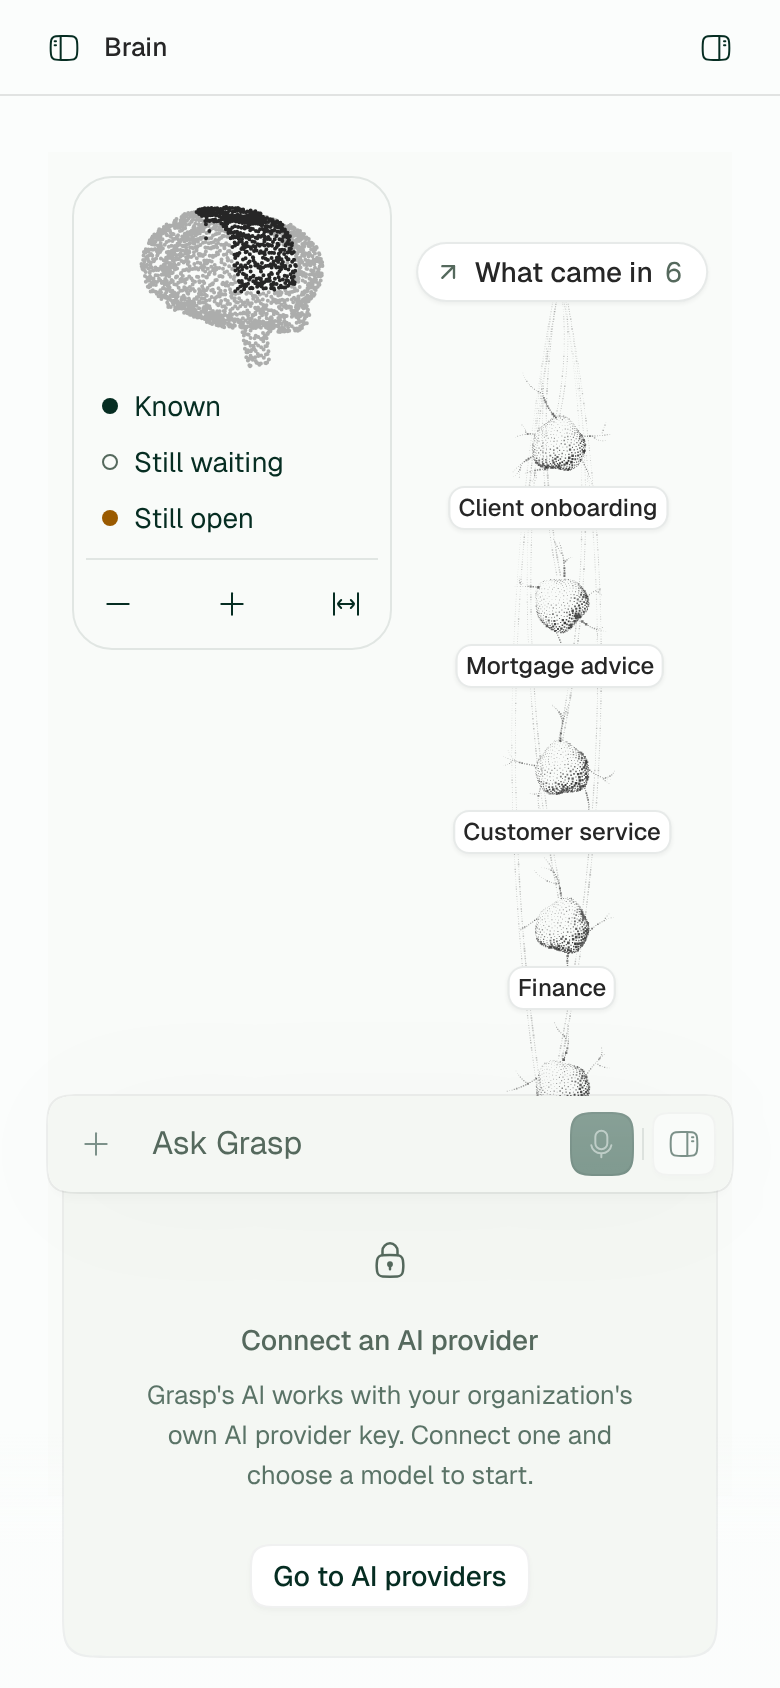 Brain
Known
Still waiting
Still open
What came in 6
Client onboarding
Mortgage advice
Customer service
Finance
Ask Grasp
Connect an AI provider
Grasp's AI works with your organization's
own AI provider key. Connect one and
choose a model to start.
Go to AI providers